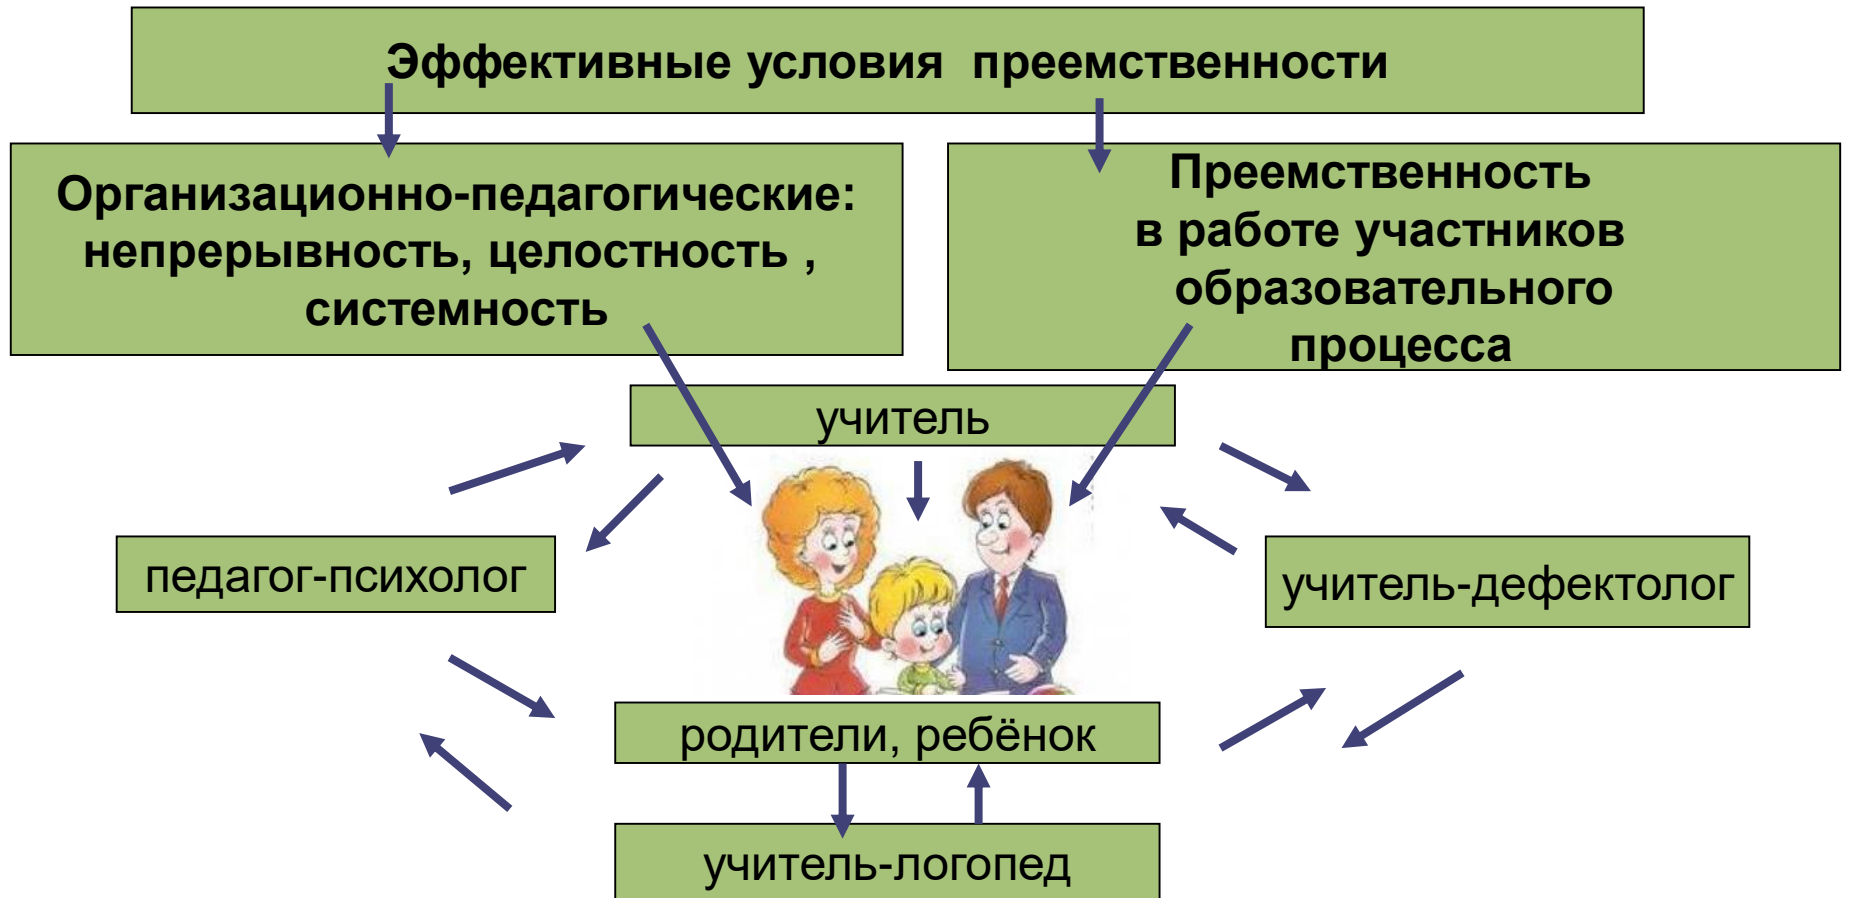 Эффективные условия преемственности
Организационно-педагогические:
непрерывность, целостность ,
системность
Преемственность
в работе участников
образовательного
процесса
учитель
педагог-психолог
учитель-дефектолог
родители, ребёнок
учитель-логопед